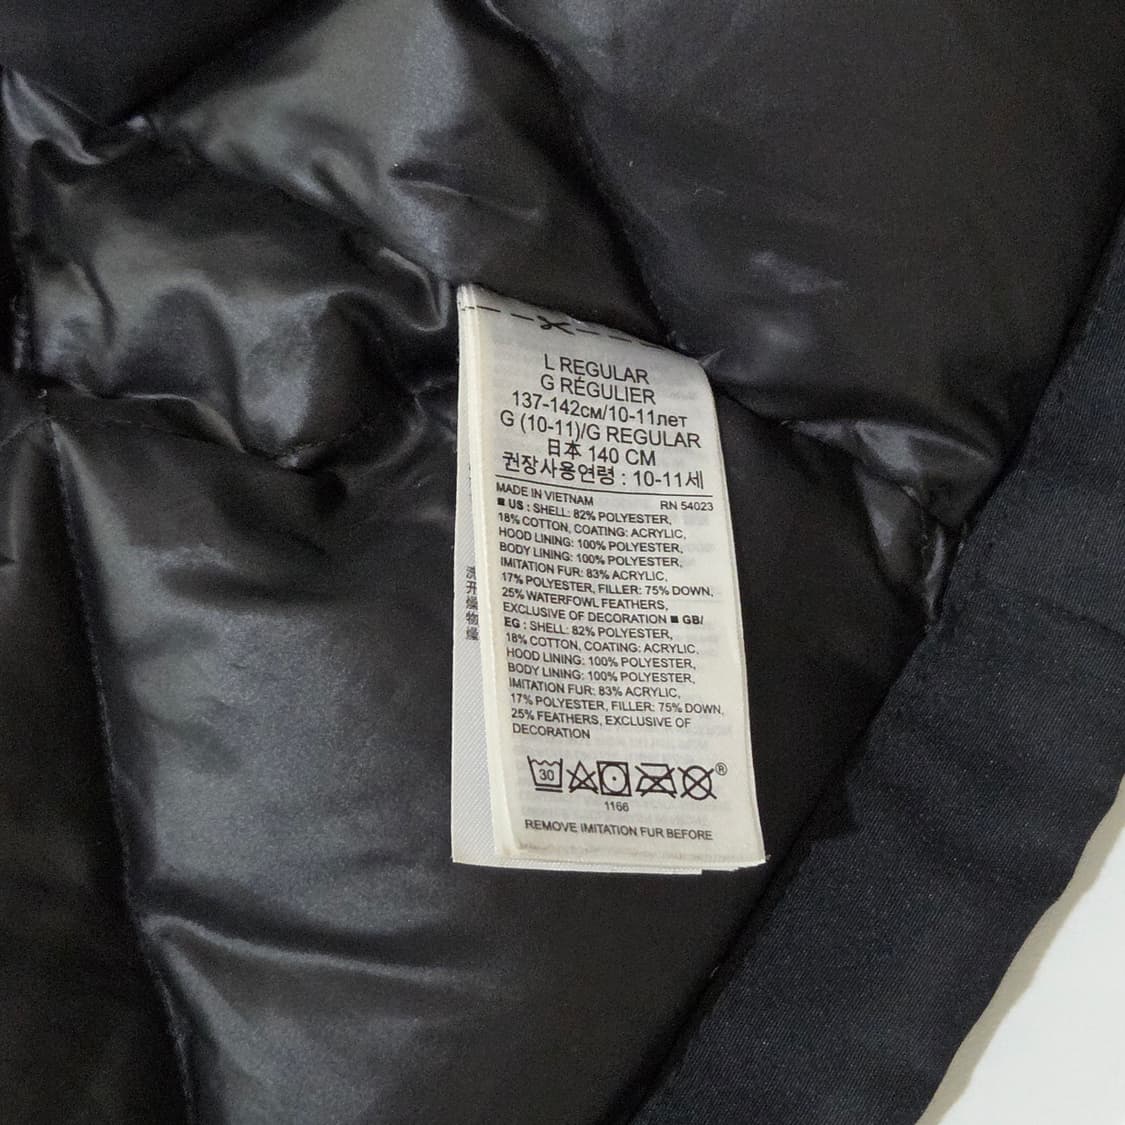 L REGULAR
G RÉGULIER
137-142см/10-11лет
G (10-11)/G REGULAR
日本 140 CM
권장사용연령 : 10-11세
MADE IN VIETNAM RN 54023
■ US : SHELL: 82% POLYESTER,
18% COTTON, COATING: ACRYLIC,
HOOD LINING: 100% POLYESTER,
BODY LINING: 100% POLYESTER,
IMITATION FUR: 83% ACRYLIC,
17% POLYESTER, FILLER: 75% DOWN,
25% WATERFOWL FEATHERS,
EXCLUSIVE OF DECORATION ■ GB/
EG : SHELL: 82% POLYESTER,
18% COTTON, COATING: ACRYLIC,
HOOD LINING: 100% POLYESTER,
BODY LINING: 100% POLYESTER,
IMITATION FUR: 83% ACRYLIC,
17% POLYESTER, FILLER: 75% DOWN,
25% FEATHERS, EXCLUSIVE OF
DECORATION
30 ®
1166
REMOVE IMITATION FUR BEFORE
洗
开
燥
物
燥